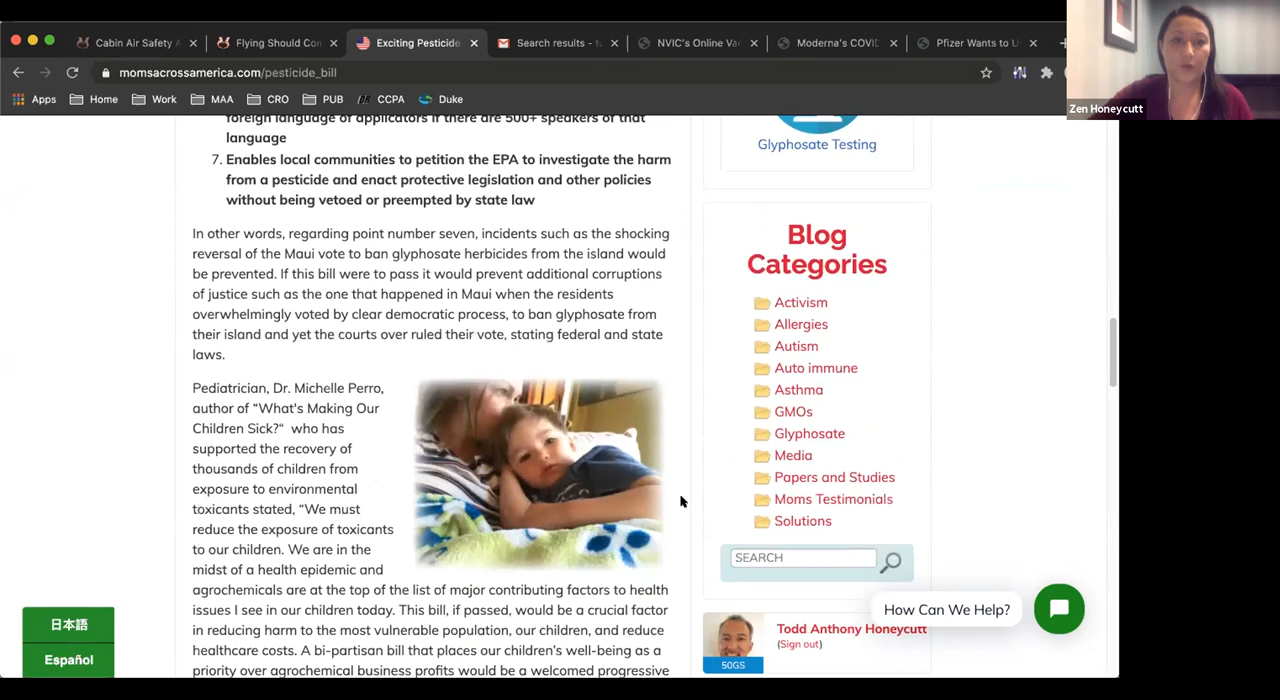 Cabin Air Safety A
Flying Should Con
Exciting Pesticide
Search results - to
NVIC's Online Va
Moderna's COVI
Pfizer Wants to U
momsacrossamerica.com/pesticide_bill
Apps
Home
Work
MAA
CRO
PUB
CCPA
Duke
Zen Honeycutt
foreign language of applicators if there are 500+ speakers of that
language
7. Enables local communities to petition the EPA to investigate the harm
from a pesticide and enact protective legislation and other policies
without being vetoed or preempted by state law
In other words, regarding point number seven, incidents such as the shocking
reversal of the Maui vote to ban glyphosate herbicides from the island would
be prevented. If this bill were to pass it would prevent additional corruptions
of justice such as the one that happened in Maui when the residents
overwhelmingly voted by clear democratic process, to ban glyphosate from
their island and yet the courts over ruled their vote, stating federal and state
laws.
Pediatrician, Dr. Michelle Perro,
author of “What's Making Our
Children Sick?“ who has
supported the recovery of
thousands of children from
exposure to environmental
toxicants stated, “We must
reduce the exposure of toxicants
to our children. We are in the
midst of a health epidemic and
agrochemicals are at the top of the list of major contributing factors to health
issues I see in our children today. This bill, if passed, would be a crucial factor
in reducing harm to the most vulnerable population, our children, and reduce
healthcare costs. A bi-partisan bill that places our children's well-being as a
priority over agrochemical business profits would be a welcomed progressive
Glyphosate Testing
Blog
Categories
Activism
Allergies
Autism
Auto immune
Asthma
GMOs
Glyphosate
Media
Papers and Studies
Moms Testimonials
Solutions
SEARCH
How Can We Help?
Todd Anthony Honeycutt
(Sign out)
50GS
日本語
Español